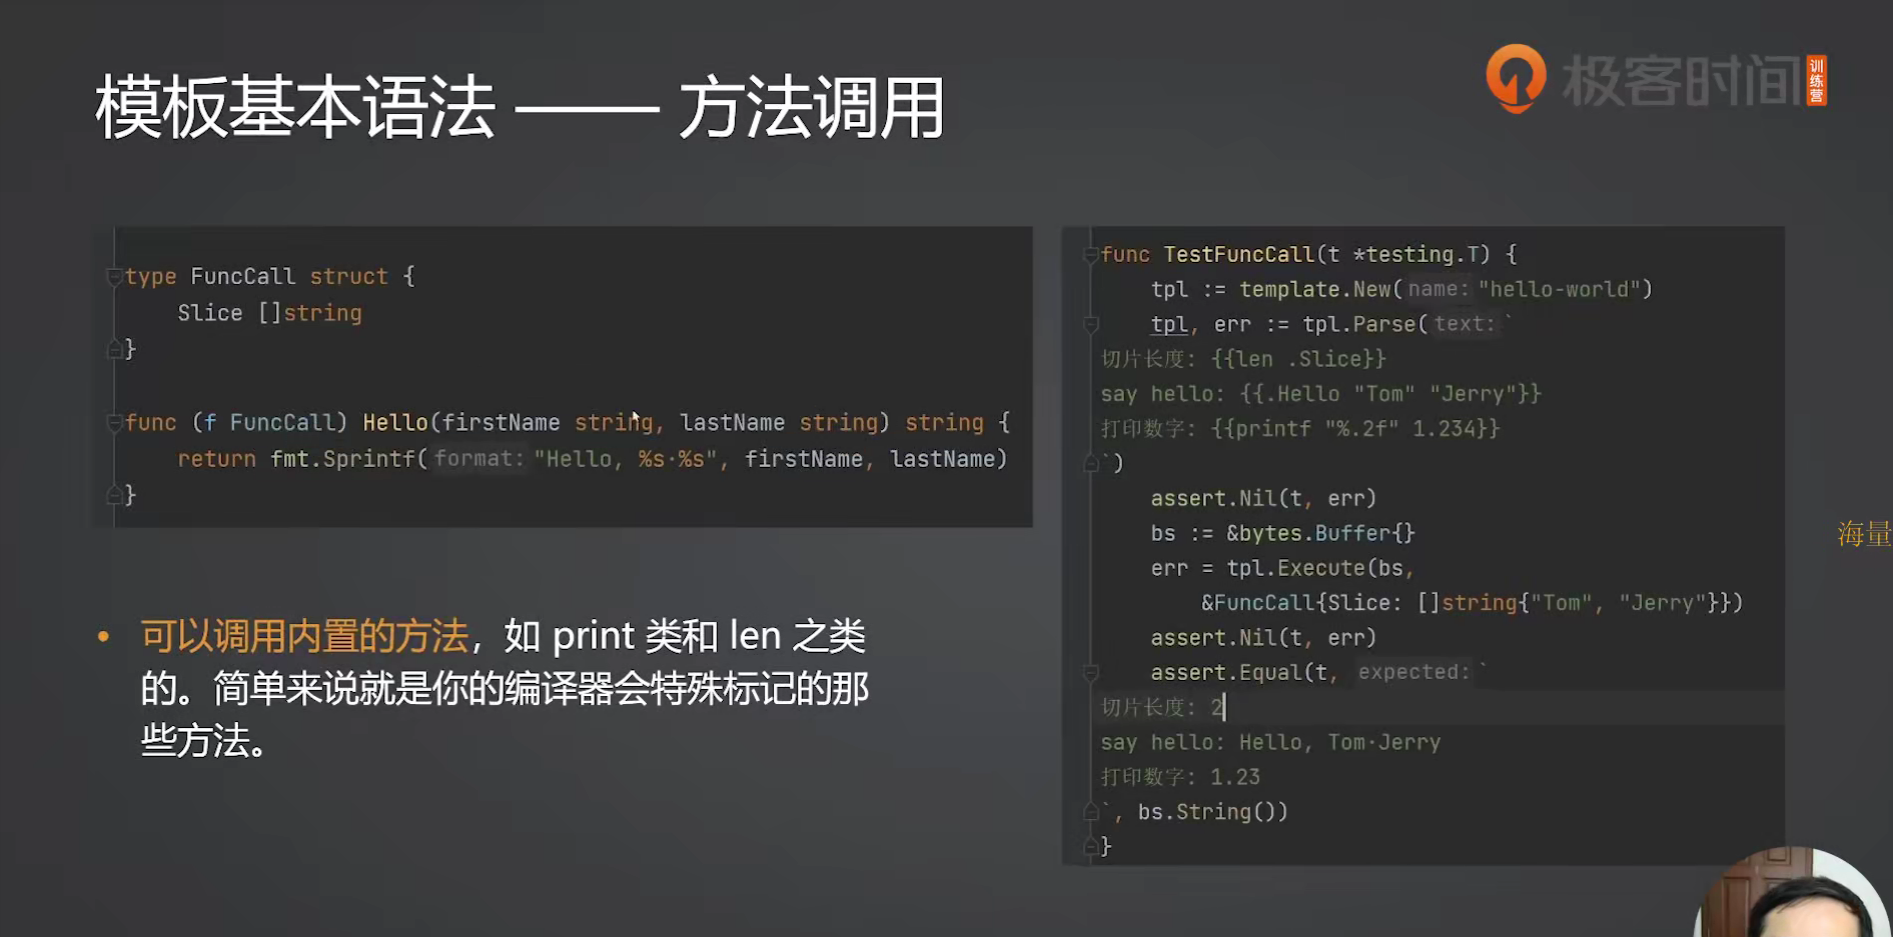 模板基本语法 —— 方法调用
极客时间 训练营
type FuncCall struct {
Slice []string
}
func (f FuncCall) Hello(firstName string, lastName string) string {
return fmt.Sprintf( format: "Hello, %s·%s", firstName, lastName)
}
• 可以调用内置的方法，如 print 类和 len 之类
的。简单来说就是你的编译器会特殊标记的那
些方法。
func TestFuncCall(t *testing.T) {
tpl := template.New( name: "hello-world")
tpl, err := tpl.Parse( text: `
切片长度: {{len .Slice}}
say hello: {{.Hello "Tom" "Jerry"}}
打印数字: {{printf "%.2f" 1.234}}
`)
assert.Nil(t, err)
bs := &bytes.Buffer{}
err = tpl.Execute(bs,
&FuncCall{Slice: []string{"Tom", "Jerry"}})
assert.Nil(t, err)
assert.Equal(t, expected: `
切片长度: 2
say hello: Hello, Tom·Jerry
打印数字: 1.23
`, bs.String())
}
海量